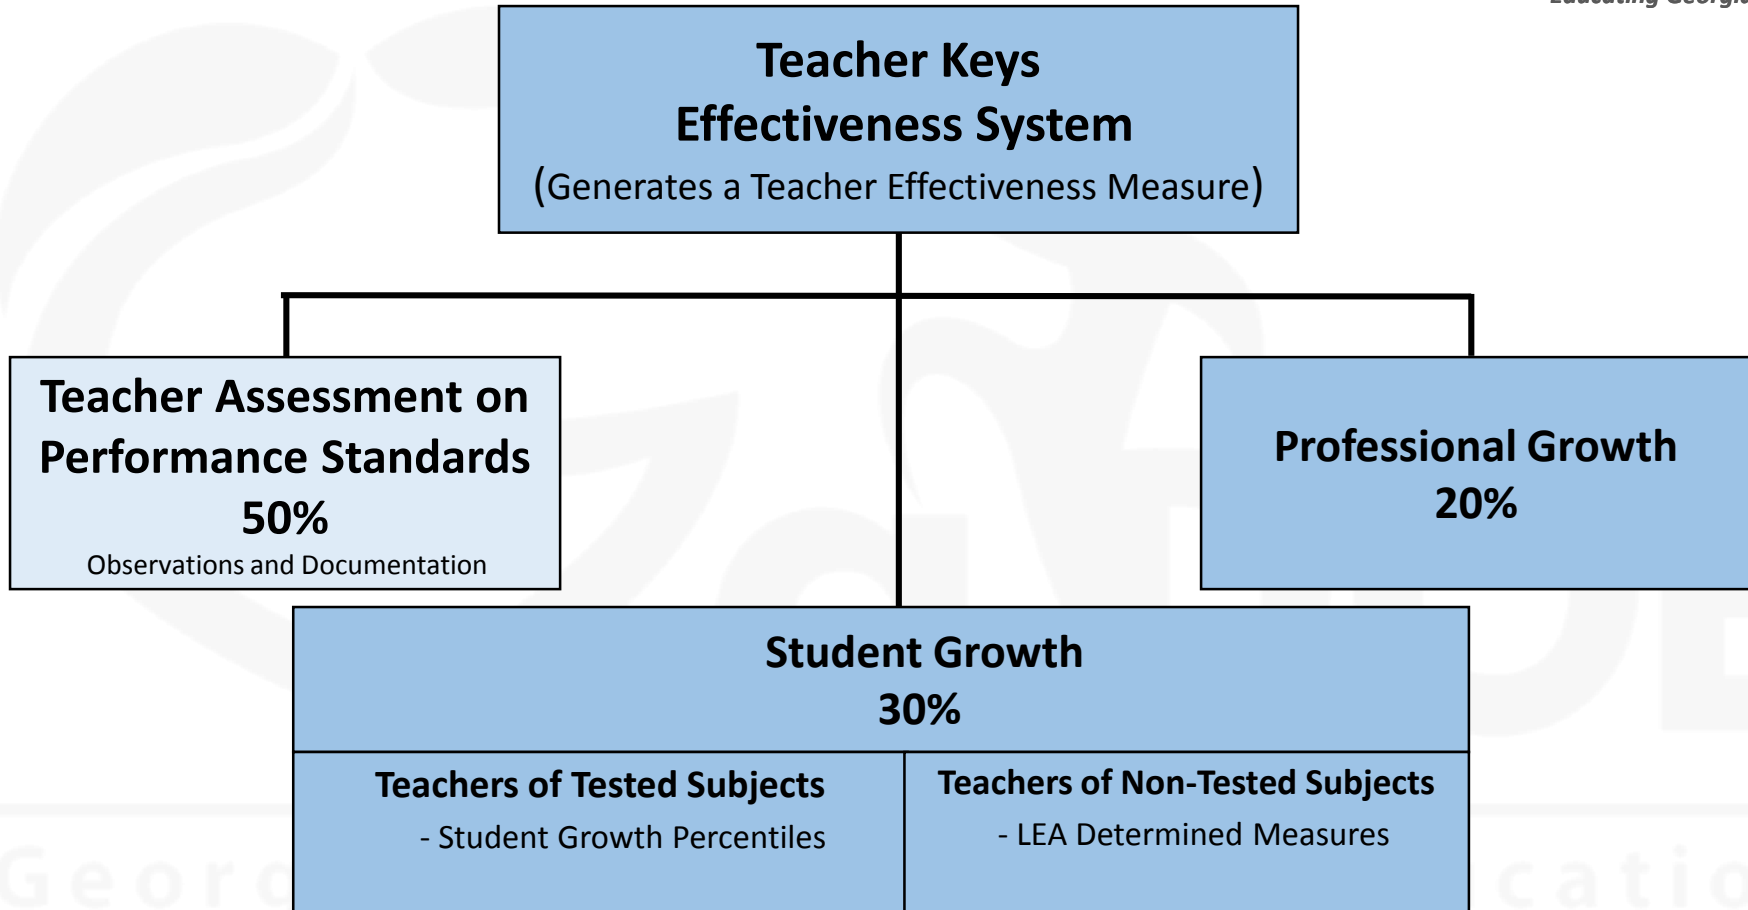 Educating Georgia
Teacher Keys
Effectiveness System
(Generates a Teacher Effectiveness Measure)
Teacher Assessment on
Performance Standards
50%
Observations and Documentation
Professional Growth
20%
Student Growth
30%
Teachers of Tested Subjects
- Student Growth Percentiles
Teachers of Non-Tested Subjects
- LEA Determined Measures